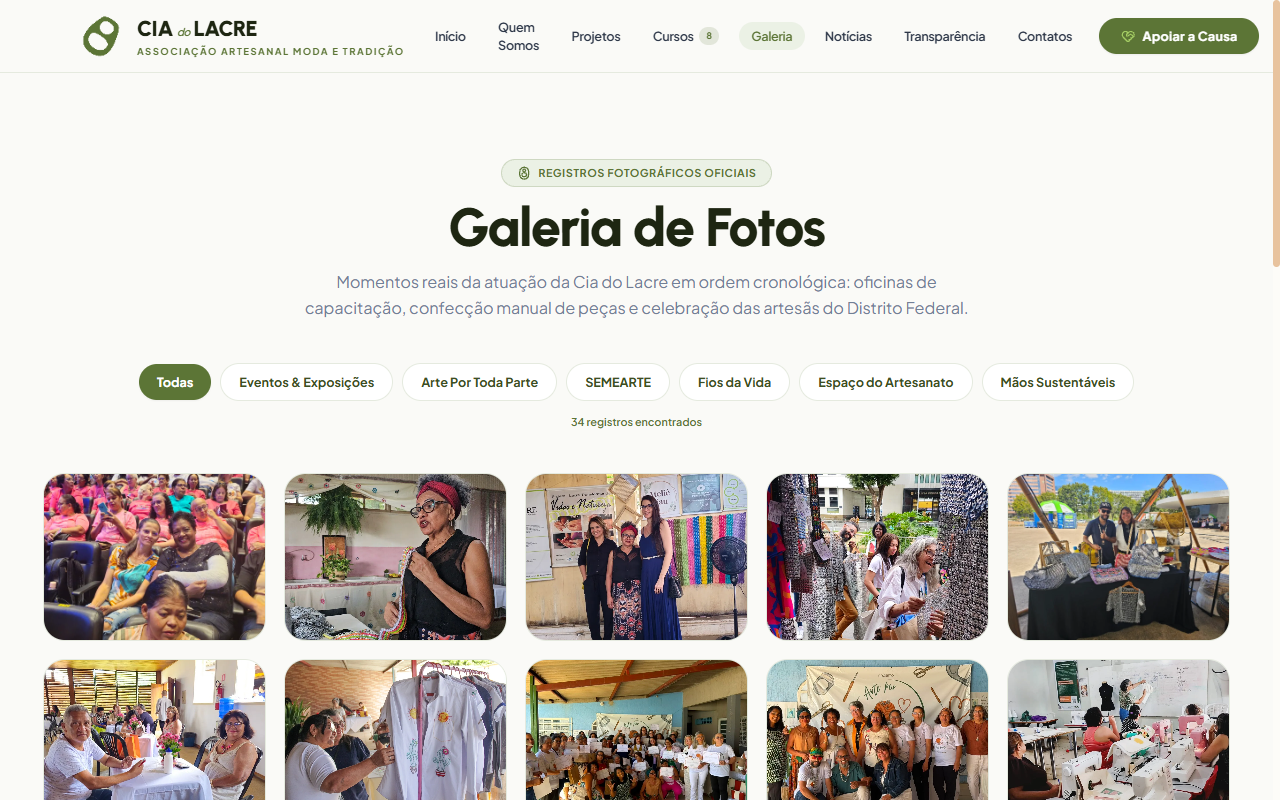 CIA do LACRE
ASSOCIAÇÃO ARTESANAL MODA E TRADIÇÃO
Início
Quem Somos
Projetos
Cursos 8
Galeria
Notícias
Transparência
Contatos
Apoiar a Causa
REGISTROS FOTOGRÁFICOS OFICIAIS
Galeria de Fotos
Momentos reais da atuação da Cia do Lacre em ordem cronológica: oficinas de
capacitação, confecção manual de peças e celebração das artesãs do Distrito Federal.
Todas
Eventos & Exposições
Arte Por Toda Parte
SEMEARTE
Fios da Vida
Espaço do Artesanato
Mãos Sustentáveis
34 registros encontrados
Ateliê
Arte Por